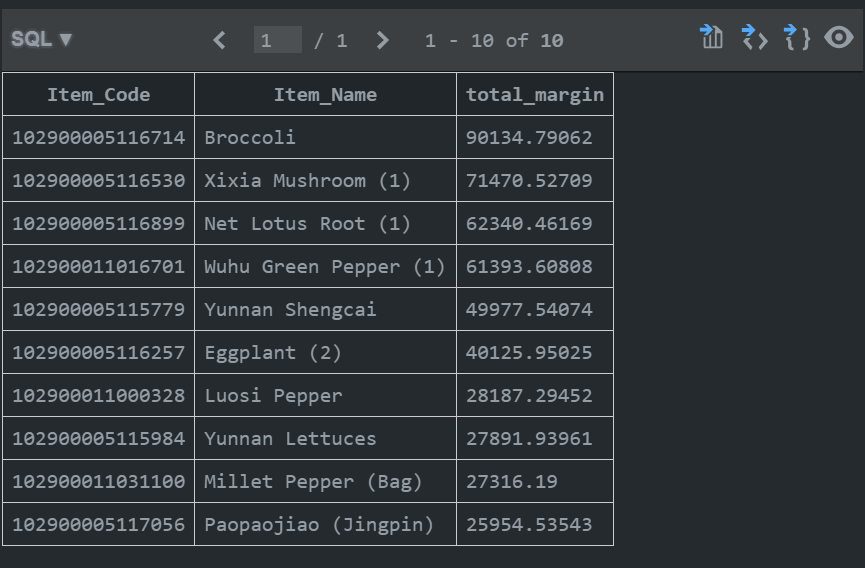 SQL ▼ 1 / 1 1 - 10 of 10
Item_Code Item_Name total_margin
102900005116714 Broccoli 90134.79062
102900005116530 Xixia Mushroom (1) 71470.52709
102900005116899 Net Lotus Root (1) 62340.46169
102900011016701 Wuhu Green Pepper (1) 61393.60808
102900005115779 Yunnan Shengcai 49977.54074
102900005116257 Eggplant (2) 40125.95025
102900011000328 Luosi Pepper 28187.29452
102900005115984 Yunnan Lettuces 27891.93961
102900011031100 Millet Pepper (Bag) 27316.19
102900005117056 Paopaojiao (Jingpin) 25954.53543